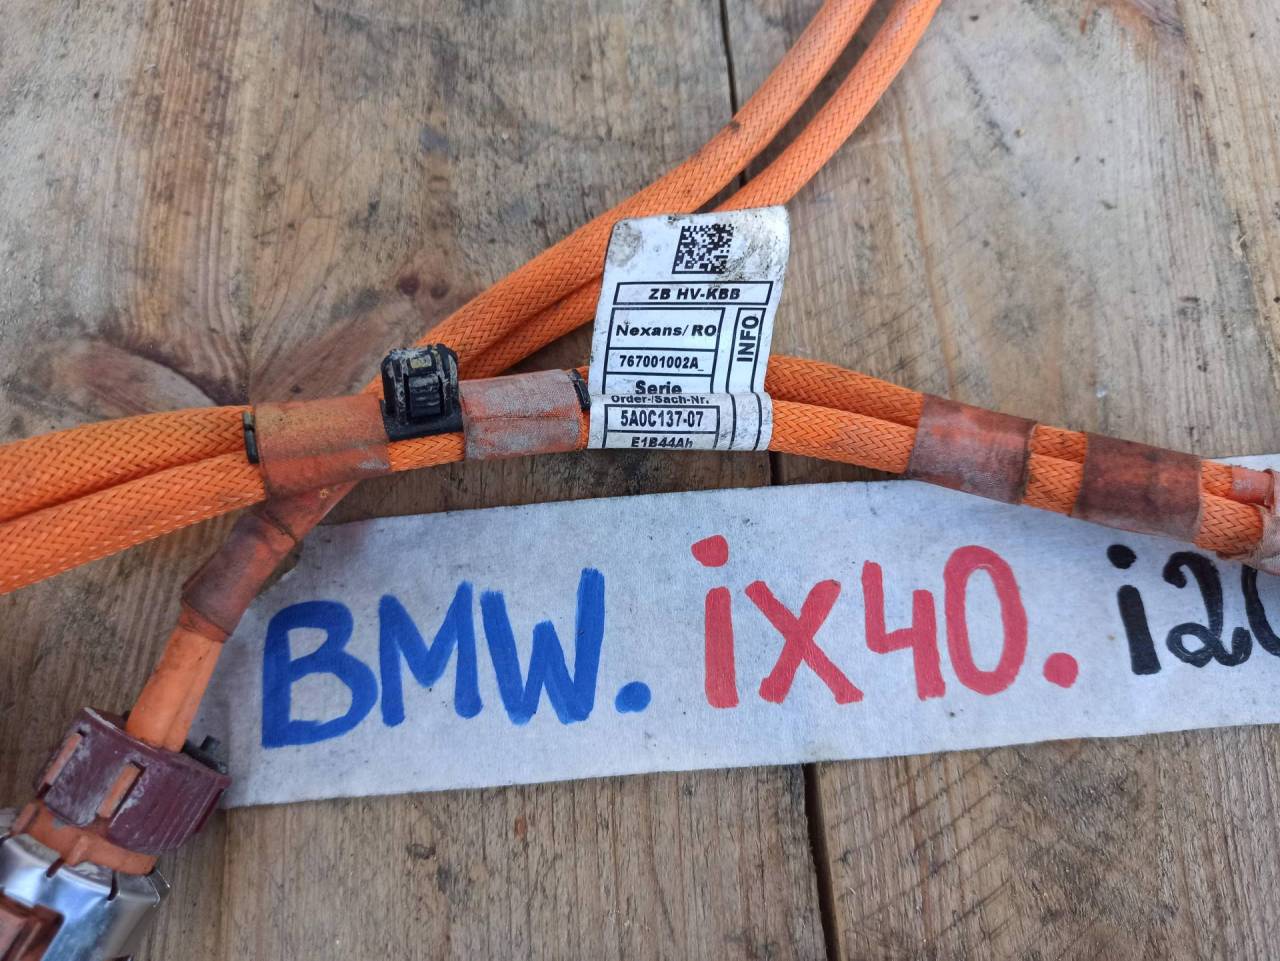 ZB HV-KBB
Nexans/ RO
INFO
767001002A_
Serie
Order-/Sach-Nr.
5A0C137-07
E1B44Ah
BMW. ix40. i20